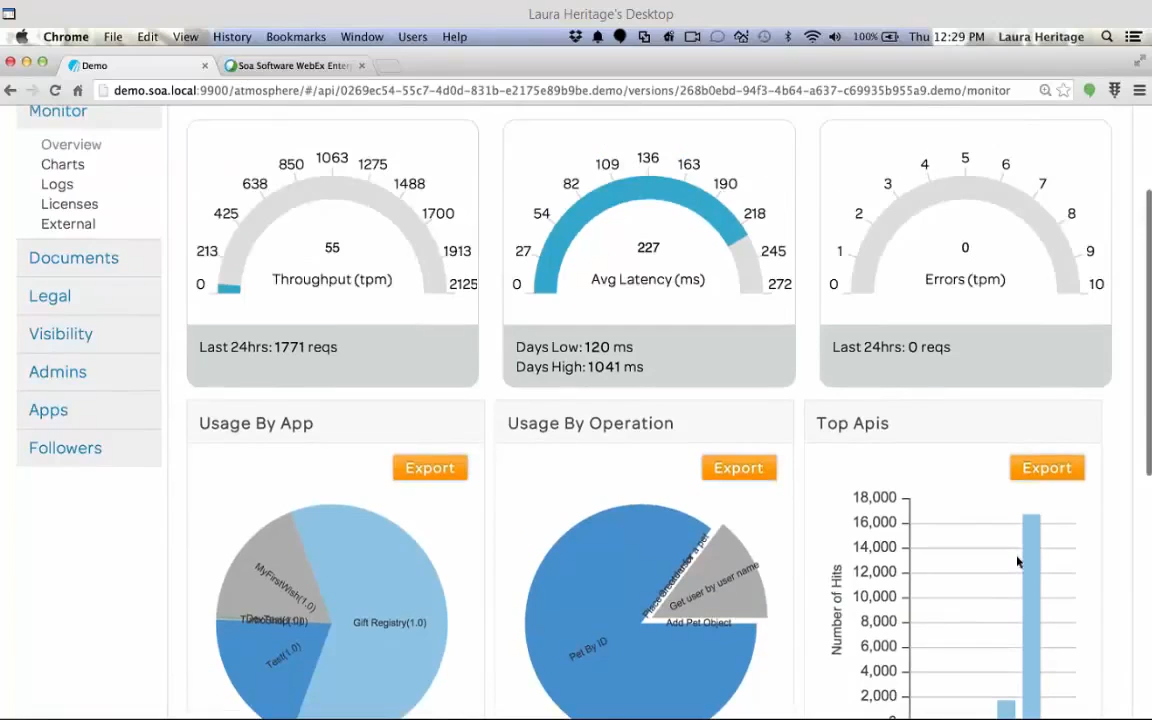 Laura Heritage's Desktop
Chrome File Edit View History Bookmarks Window Users Help 100% Thu 12:29 PM Laura Heritage
Demo
Soa Software WebEx Enter
demo.soa.local:9900/atmosphere/#/api/0269ec54-55c7-4d0d-831b-e2175e89b9be.demo/versions/268b0ebd-94f3-4b64-a637-c69935b955a9.demo/monitor
Monitor
Overview
Charts
Logs
Licenses
External
Documents
Legal
Visibility
Admins
Apps
Followers
0 213 425 638 850 1063 1275 1488 1700 1913 2125
55
Throughput (tpm)
Last 24hrs: 1771 reqs
0 27 54 82 109 136 163 190 218 245 272
227
Avg Latency (ms)
Days Low: 120 ms
Days High: 1041 ms
0 1 2 3 4 5 6 7 8 9 10
0
Errors (tpm)
Last 24hrs: 0 reqs
Usage By App
Export
MyFirstWish(1.0)
Gift Registry(1.0)
Test(1.0)
Usage By Operation
Export
Get user by user name
Add Pet Object
Pet By ID
Top Apis
Export
18,000
16,000
14,000
12,000
10,000
8,000
6,000
4,000
2,000
Number of Hits